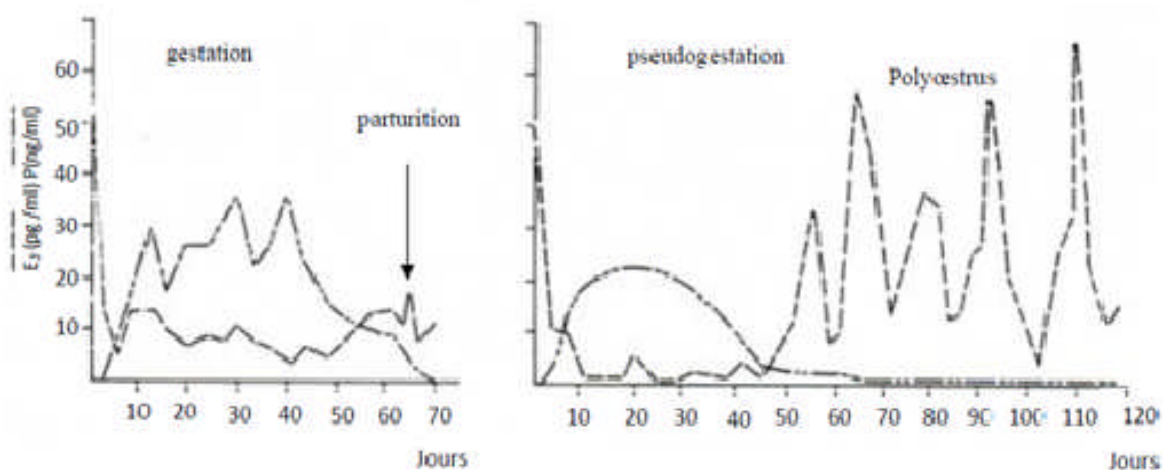 gestation
parturition
60
50
40
30
20
10
E₂ (pg /ml) P(ng/ml)
10 20 30 40 50 60 70
Jours
pseudogestation
Polyœstrus
10 20 30 40 50 60 70 80 90 100 110 120
Jours